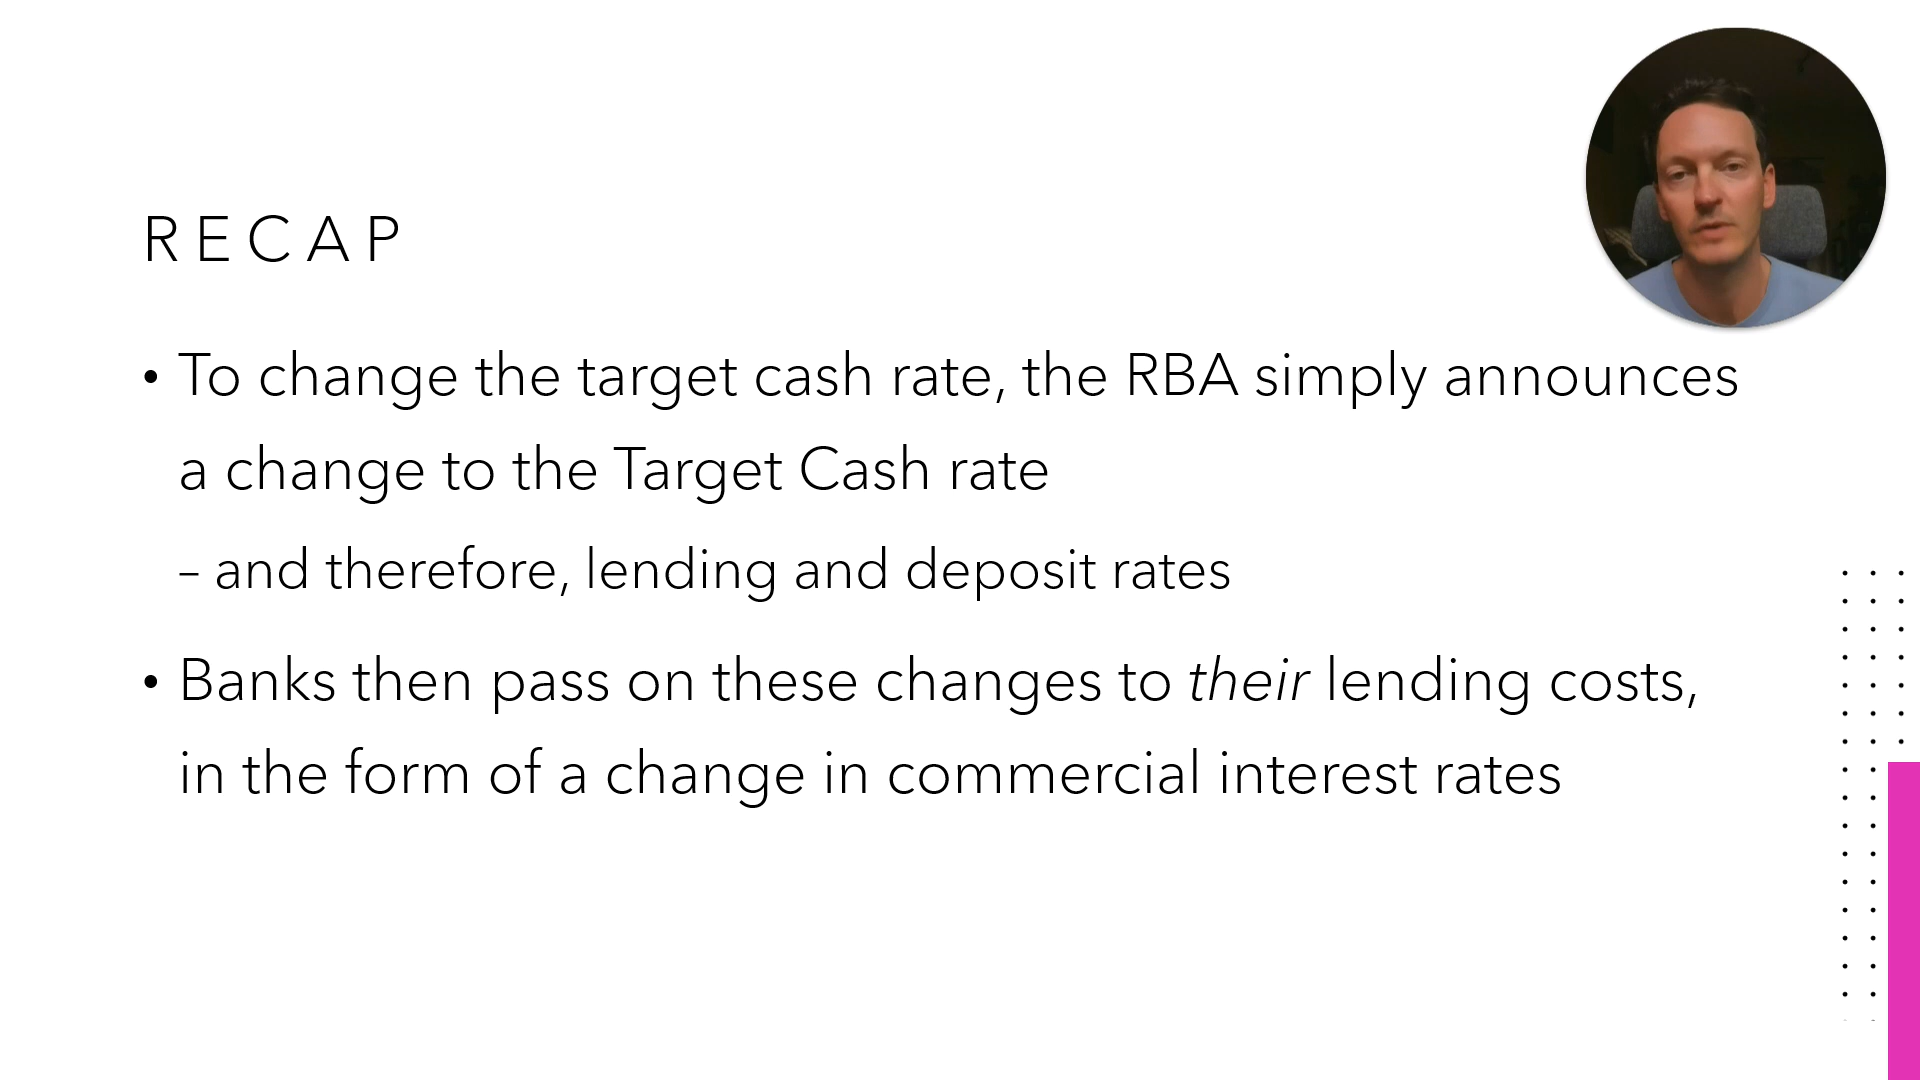 RECAP
• To change the target cash rate, the RBA simply announces
a change to the Target Cash rate
– and therefore, lending and deposit rates
• Banks then pass on these changes to their lending costs,
in the form of a change in commercial interest rates